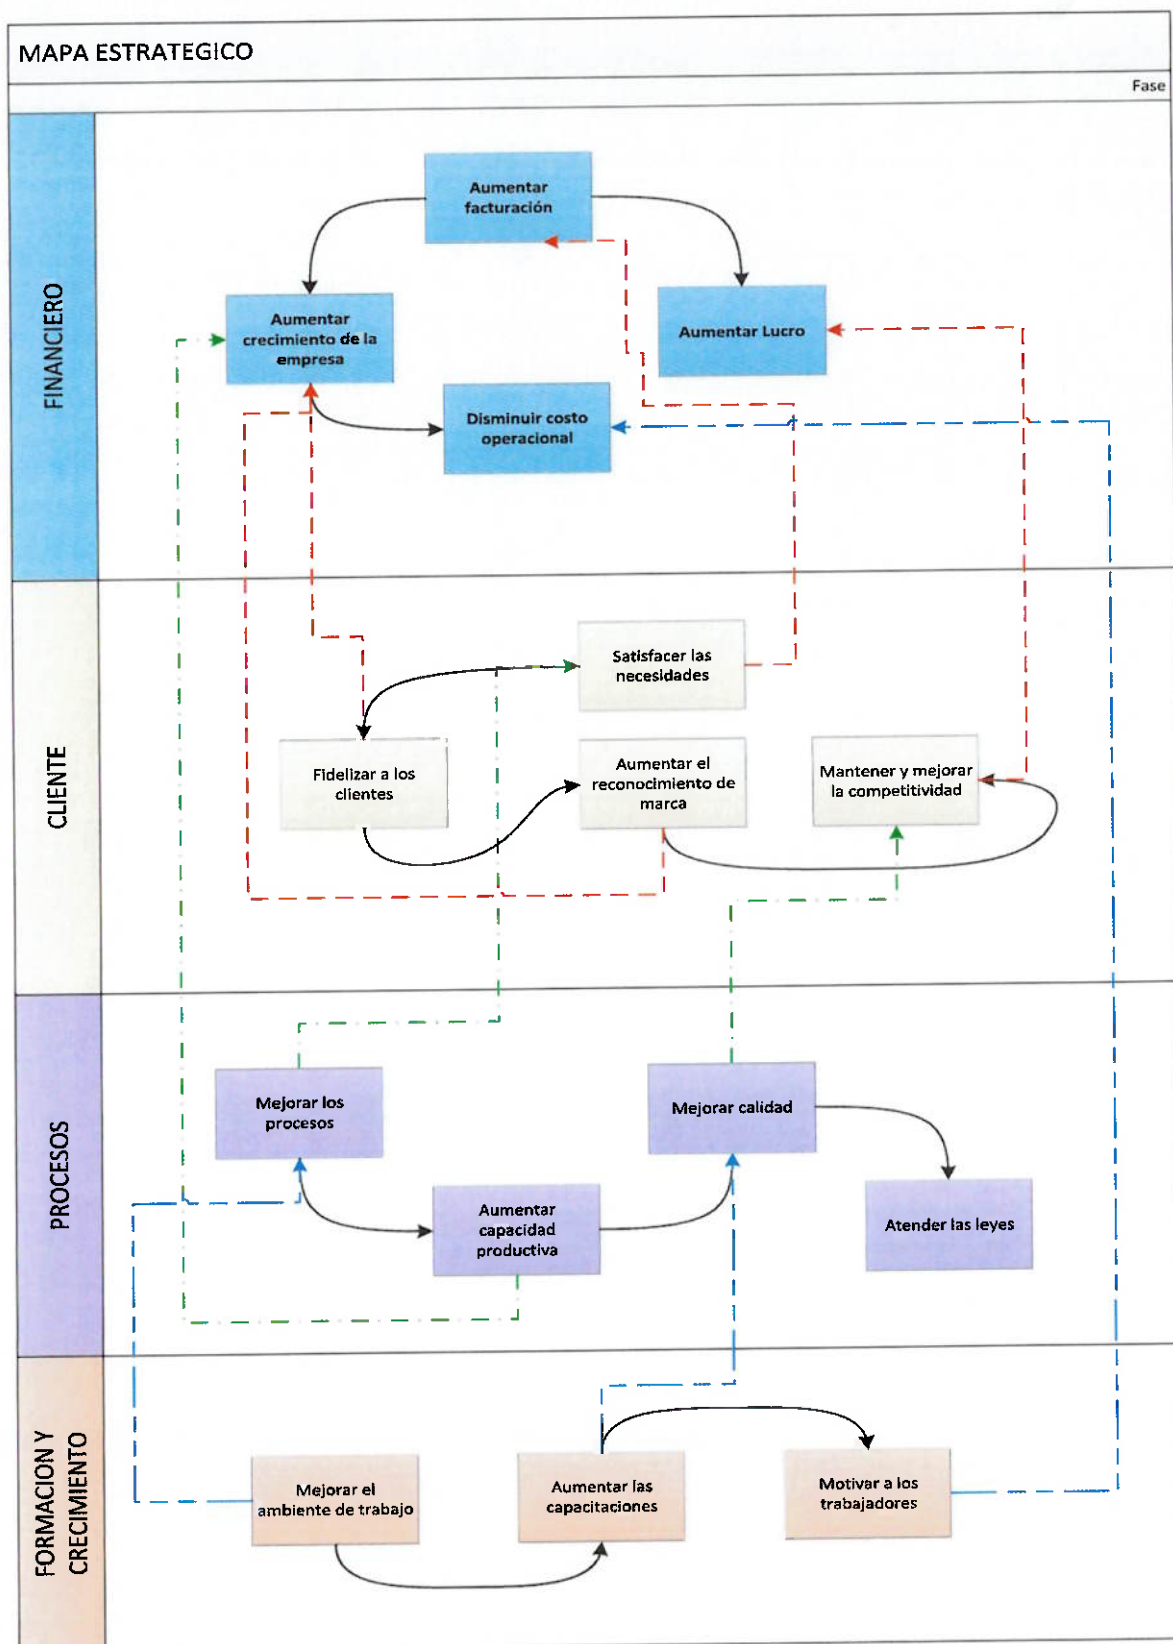 MAPA ESTRATEGICO
Fase
FINANCIERO
Aumentar
facturación
Aumentar
crecimiento de la
empresa
Aumentar Lucro
Disminuir costo
operacional
CLIENTE
Satisfacer las
necesidades
Fidelizar a los
clientes
Aumentar el
reconocimiento de
marca
Mantener y mejorar
la competitividad
PROCESOS
Mejorar los
procesos
Mejorar calidad
Aumentar
capacidad
productiva
Atender las leyes
FORMACION Y
CRECIMIENTO
Mejorar el
ambiente de trabajo
Aumentar las
capacitaciones
Motivar a los
trabajadores